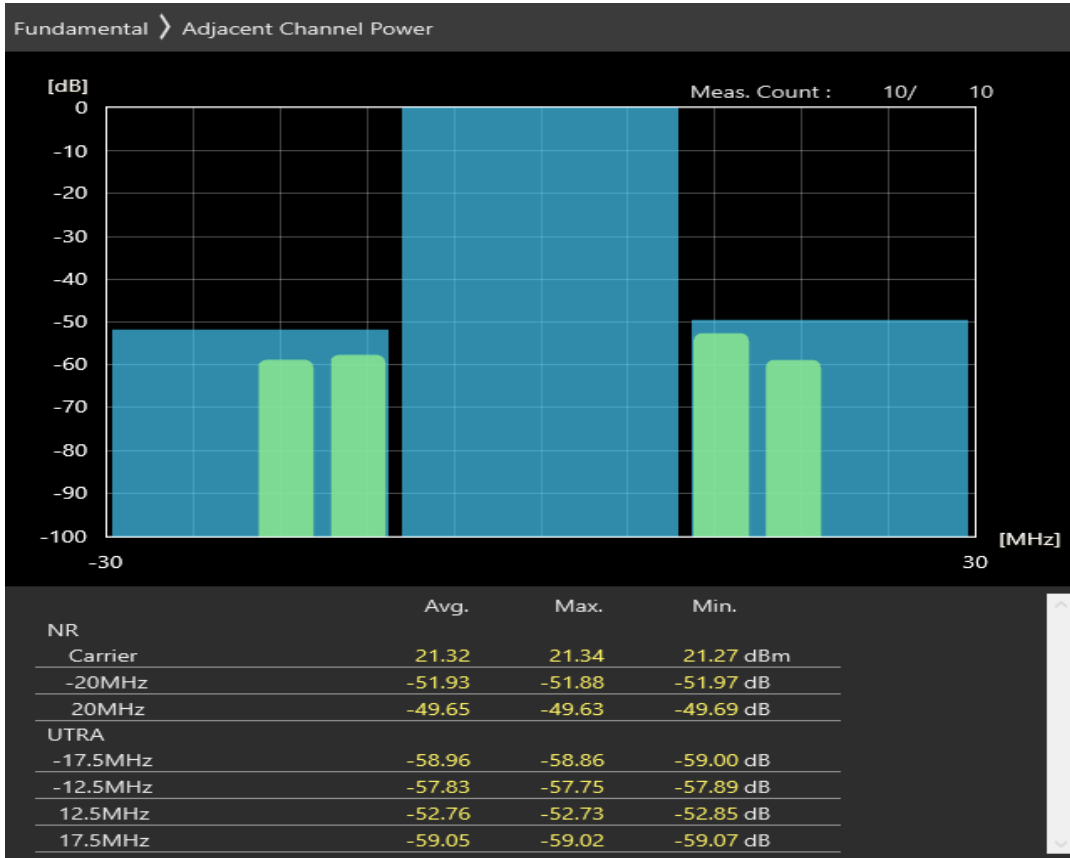 Fundamental 〉 Adjacent Channel Power
[dB]
Meas. Count : 10/ 10
0
-10
-20
-30
-40
-50
-60
-70
-80
-90
-100
[MHz]
-30 30
Avg. Max. Min.
NR
Carrier 21.32 21.34 21.27 dBm
-20MHz -51.93 -51.88 -51.97 dB
20MHz -49.65 -49.63 -49.69 dB
UTRA
-17.5MHz -58.96 -58.86 -59.00 dB
-12.5MHz -57.83 -57.75 -57.89 dB
12.5MHz -52.76 -52.73 -52.85 dB
17.5MHz -59.05 -59.02 -59.07 dB